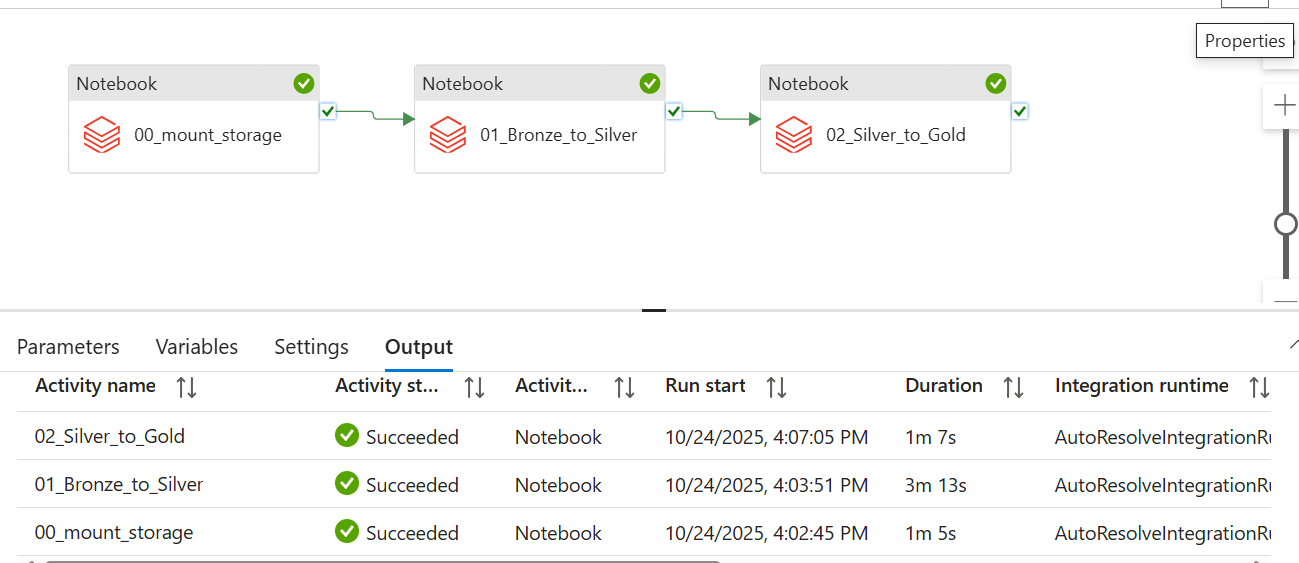 Properties
Notebook Notebook Notebook
00_mount_storage 01_Bronze_to_Silver 02_Silver_to_Gold
Parameters Variables Settings Output
Activity name Activity st... Activit... Run start Duration Integration runtime
02_Silver_to_Gold Succeeded Notebook 10/24/2025, 4:07:05 PM 1m 7s AutoResolveIntegrationRu
01_Bronze_to_Silver Succeeded Notebook 10/24/2025, 4:03:51 PM 3m 13s AutoResolveIntegrationRu
00_mount_storage Succeeded Notebook 10/24/2025, 4:02:45 PM 1m 5s AutoResolveIntegrationRu